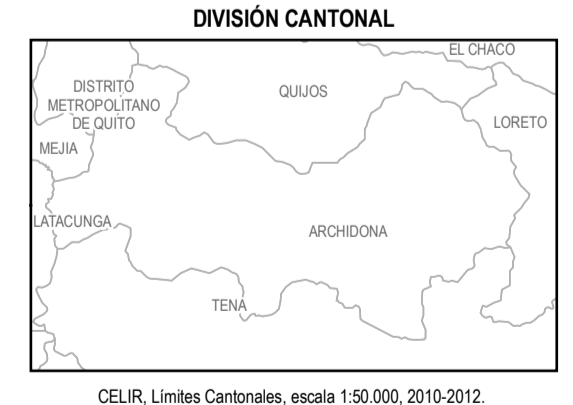 DIVISIÓN CANTONAL
EL CHACO
DISTRITO
METROPOLITANO
DE QUITO
QUIJOS
LORETO
MEJIA
LATACUNGA
ARCHIDONA
TENA
CELIR, Límites Cantonales, escala 1:50.000, 2010-2012.